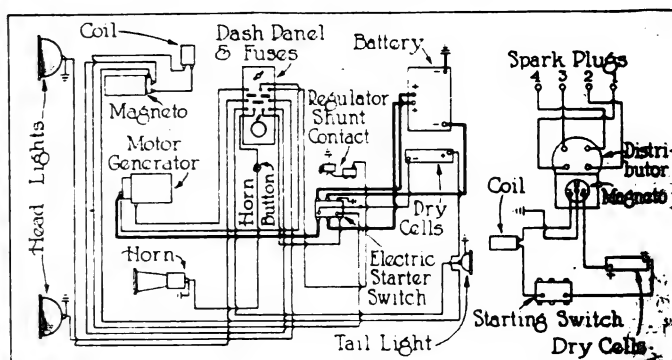 Coil
Dash Panel
& Fuses
Battery
Spark Plugs
4 3 2 1
Magneto
Regulator
Shunt
Contact
Head Lights
Motor
Generator
Horn
Button
Dry
Cells
Distri-
butor
Magneto
Coil
Horn
Electric
Starter
Switch
Tail Light
Starting Switch
Dry Cells